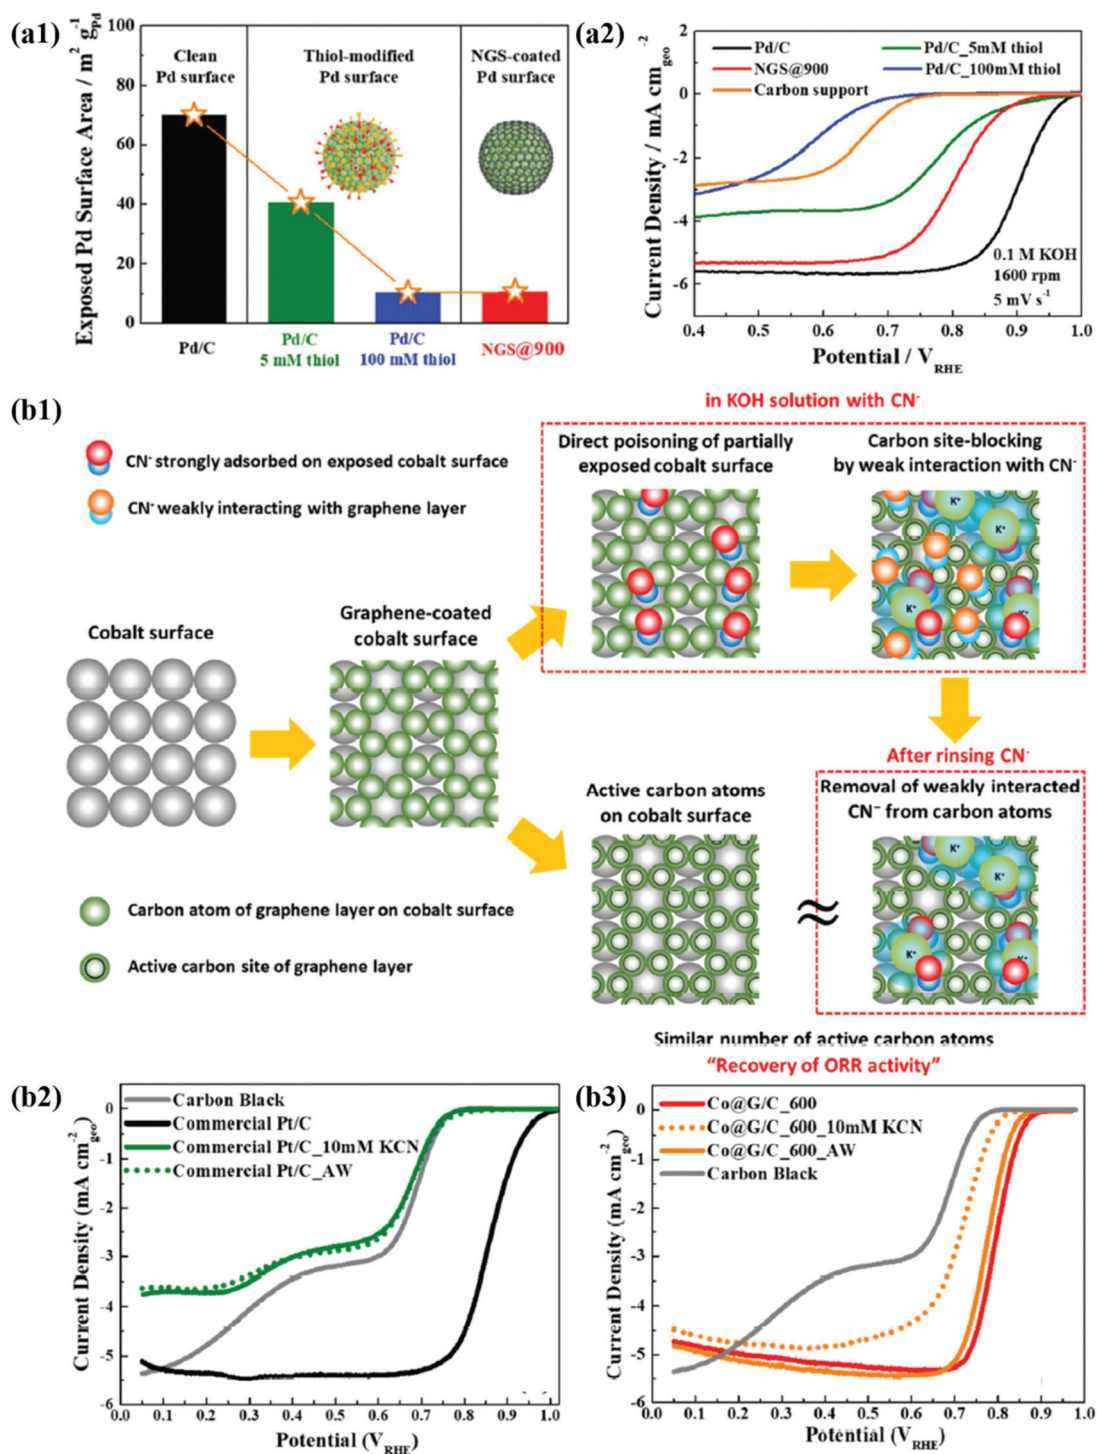 (a1)
Exposed Pd Surface Area / m² g⁻¹Pd
100
80
60
40
20
0
Clean
Pd surface
Thiol-modified
Pd surface
NGS-coated
Pd surface
Pd/C
Pd/C
5 mM thiol
Pd/C
100 mM thiol
NGS@900
(a2)
Current Density / mA cm⁻²geo
2
0
-2
-4
-6
Pd/C
NGS@900
Carbon support
Pd/C_5mM thiol
Pd/C_100mM thiol
0.1 M KOH
1600 rpm
5 mV s⁻¹
0.4 0.5 0.6 0.7 0.8 0.9 1.0
Potential / VRHE
(b1)
in KOH solution with CN⁻
CN⁻ strongly adsorbed on exposed cobalt surface
CN⁻ weakly interacting with graphene layer
Direct poisoning of partially
exposed cobalt surface
Carbon site-blocking
by weak interaction with CN⁻
K⁺
K⁺
K⁺
Cobalt surface
Graphene-coated
cobalt surface
After rinsing CN⁻
Active carbon atoms
on cobalt surface
Removal of weakly interacted
CN⁻ from carbon atoms
≈
K⁺
K⁺
K⁺
K⁺
Carbon atom of graphene layer on cobalt surface
Active carbon site of graphene layer
Similar number of active carbon atoms
“Recovery of ORR activity”
(b2)
Current Density (mA cm⁻²geo)
0
-1
-2
-3
-4
-5
-6
Carbon Black
Commercial Pt/C
Commercial Pt/C_10mM KCN
Commercial Pt/C_AW
0.0 0.1 0.2 0.3 0.4 0.5 0.6 0.7 0.8 0.9 1.0
Potential (VRHE)
(b3)
Current Density (mA cm⁻²geo)
0
-1
-2
-3
-4
-5
-6
Co@G/C_600
Co@G/C_600_10mM KCN
Co@G/C_600_AW
Carbon Black
0.0 0.1 0.2 0.3 0.4 0.5 0.6 0.7 0.8 0.9 1.0
Potential (VRHE)